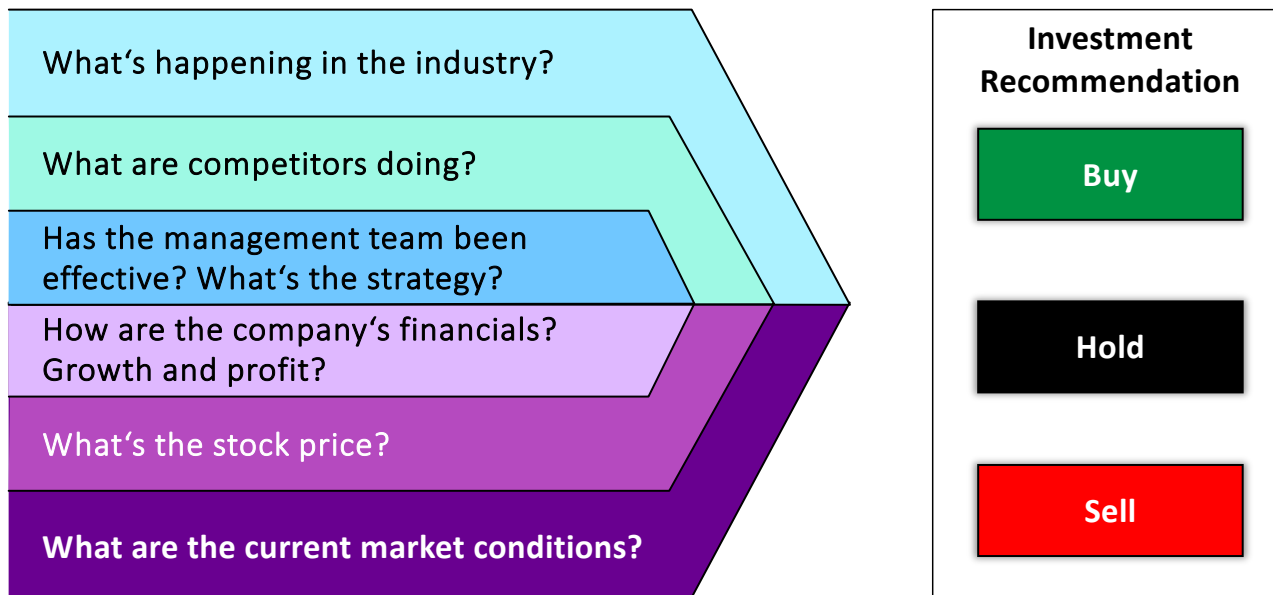 What‘s happening in the industry?
What are competitors doing?
Has the management team been
effective? What‘s the strategy?
How are the company‘s financials?
Growth and profit?
What‘s the stock price?
What are the current market conditions?
Investment
Recommendation
Buy
Hold
Sell